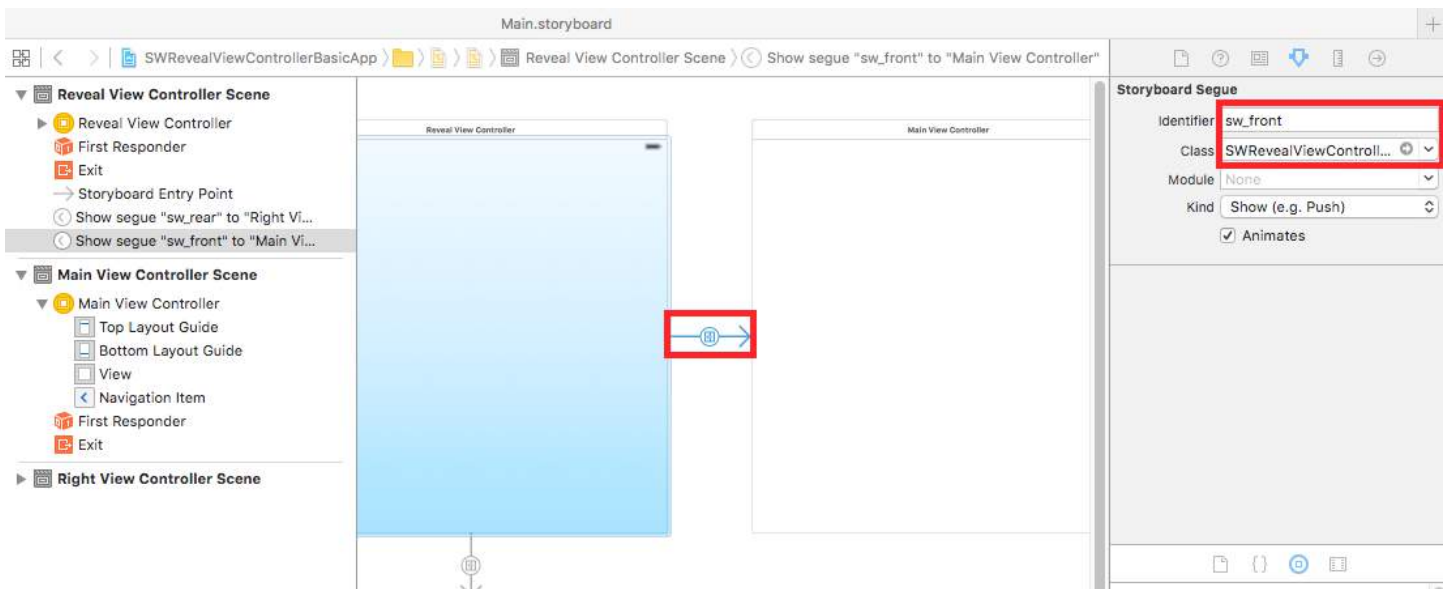 Main.storyboard
SWRevealViewControllerBasicApp
Reveal View Controller Scene
Show segue "sw_front" to "Main View Controller"
Reveal View Controller Scene
Reveal View Controller
First Responder
Exit
Storyboard Entry Point
Show segue "sw_rear" to "Right Vi...
Show segue "sw_front" to "Main Vi...
Main View Controller Scene
Main View Controller
Top Layout Guide
Bottom Layout Guide
View
Navigation Item
First Responder
Exit
Right View Controller Scene
Reveal View Controller
Main View Controller
Storyboard Segue
Identifier sw_front
Class SWRevealViewControll...
Module None
Kind Show (e.g. Push)
Animates